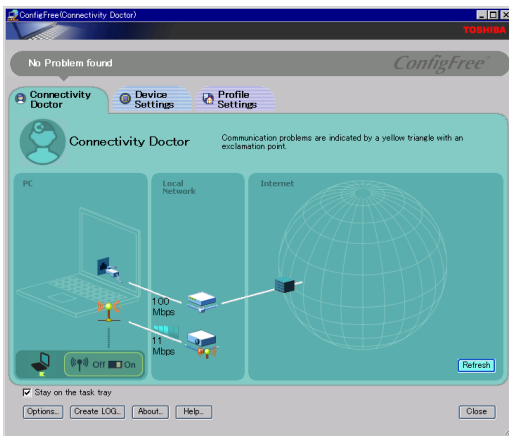 ConfigFree(Connectivity Doctor)
TOSHIBA
No Problem found
ConfigFree
Connectivity Doctor
Device Settings
Profile Settings
Connectivity Doctor
Communication problems are indicated by a yellow triangle with an
exclamation point.
PC
Local
Network
Internet
100
Mbps
11
Mbps
Off
On
Refresh
Stay on the task tray
Options...
Create LOG...
About...
Help...
Close